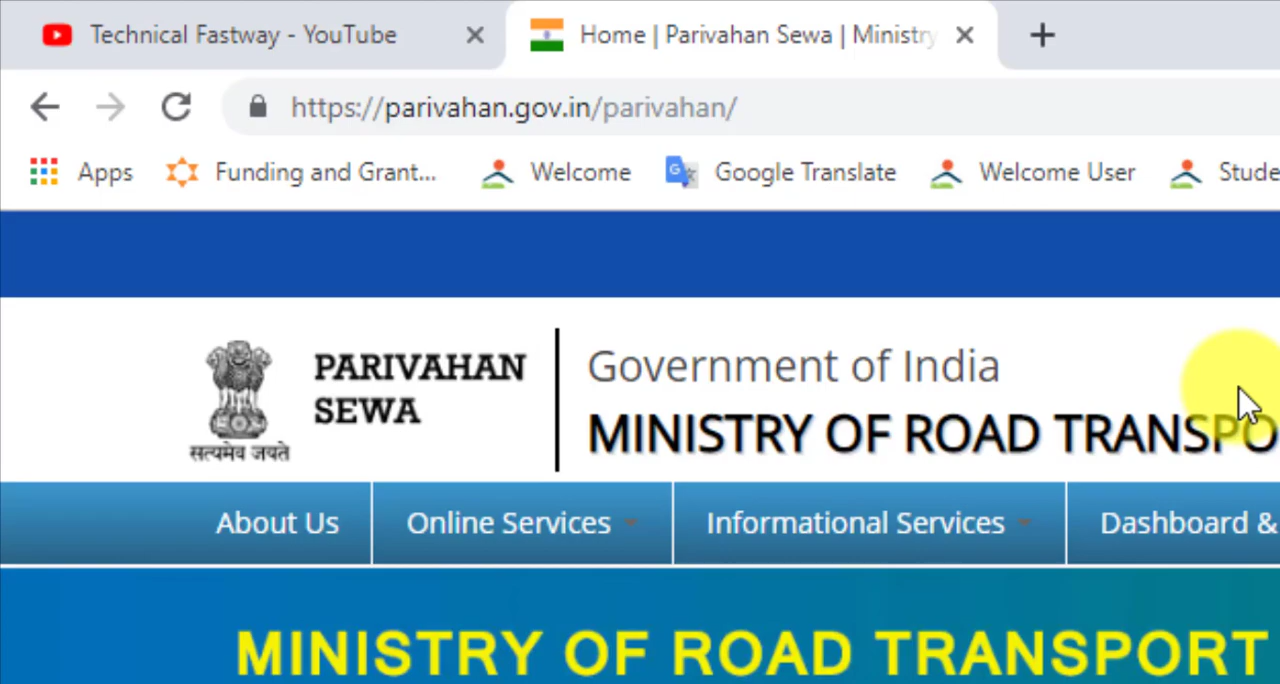 Technical Fastway - YouTube
Home | Parivahan Sewa | Ministry
https://parivahan.gov.in/parivahan/
Apps
Funding and Grant...
Welcome
Google Translate
Welcome User
Stude
PARIVAHAN
SEWA
सत्यमेव जयते
Government of India
MINISTRY OF ROAD TRANSPO
About Us
Online Services
Informational Services
Dashboard &
MINISTRY OF ROAD TRANSPORT